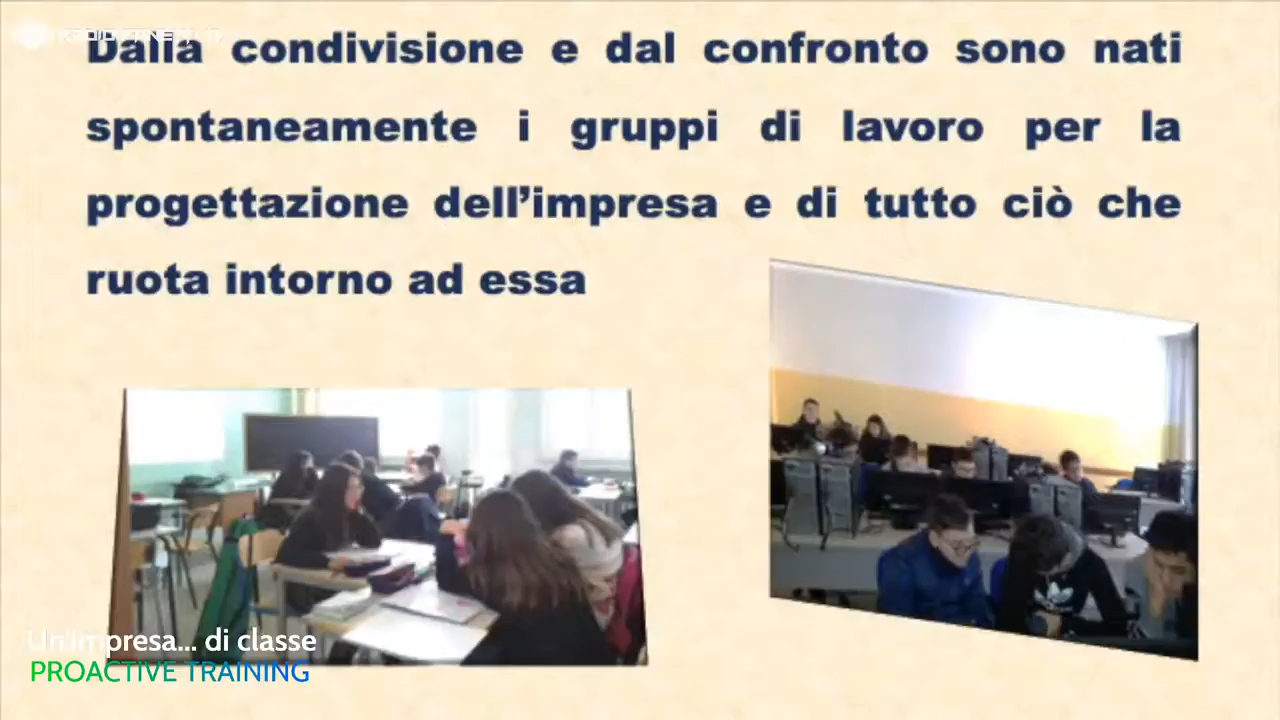 Dalla condivisione e dal confronto sono nati
spontaneamente i gruppi di lavoro per la
progettazione dell’impresa e di tutto ciò che
ruota intorno ad essa
Un'impresa... di classe
PROACTIVE TRAINING